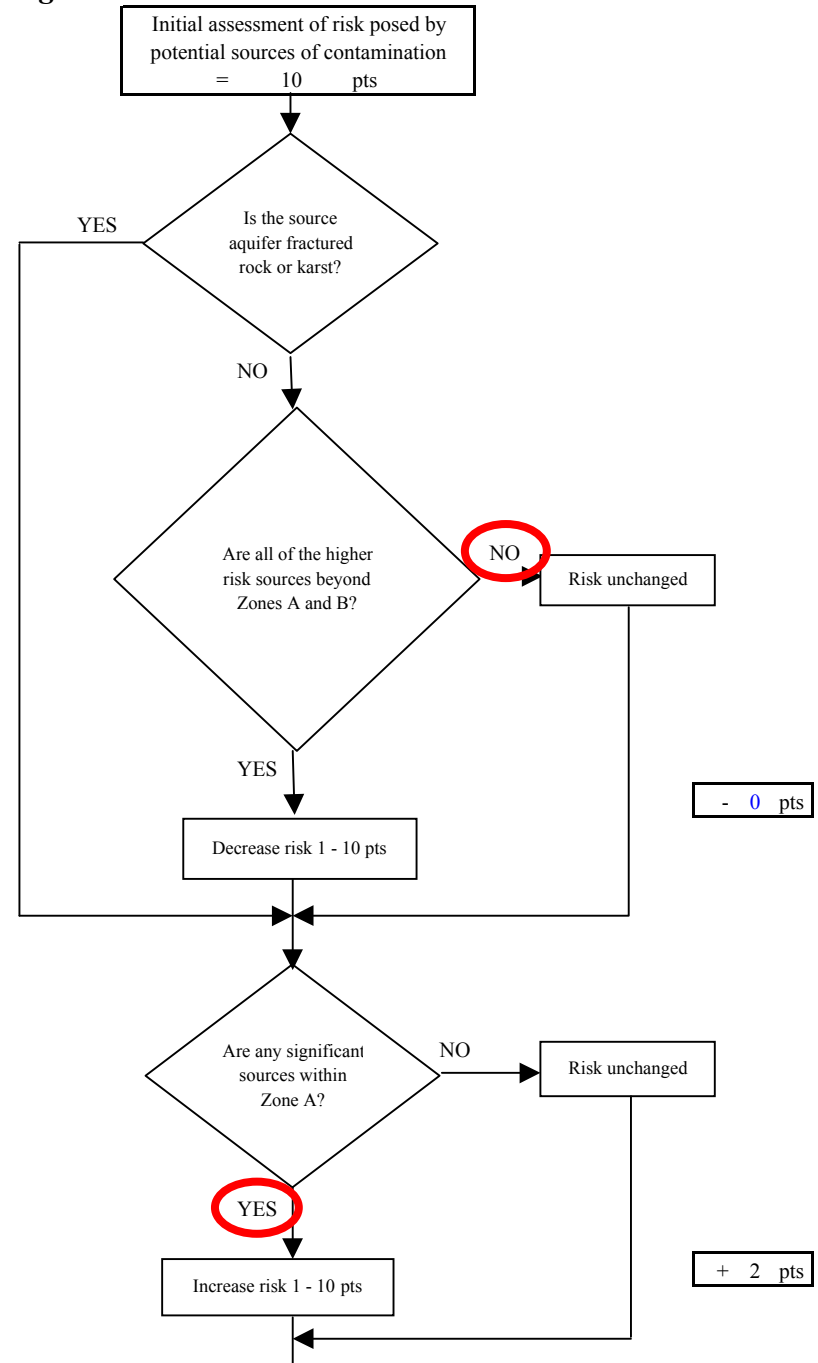 Initial assessment of risk posed by
potential sources of contamination
= 10 pts
Is the source
aquifer fractured
rock or karst?
YES
NO
Are all of the higher
risk sources beyond
Zones A and B?
NO
Risk unchanged
YES
- 0 pts
Decrease risk 1 - 10 pts
Are any significant
sources within
Zone A?
NO
Risk unchanged
YES
+ 2 pts
Increase risk 1 - 10 pts